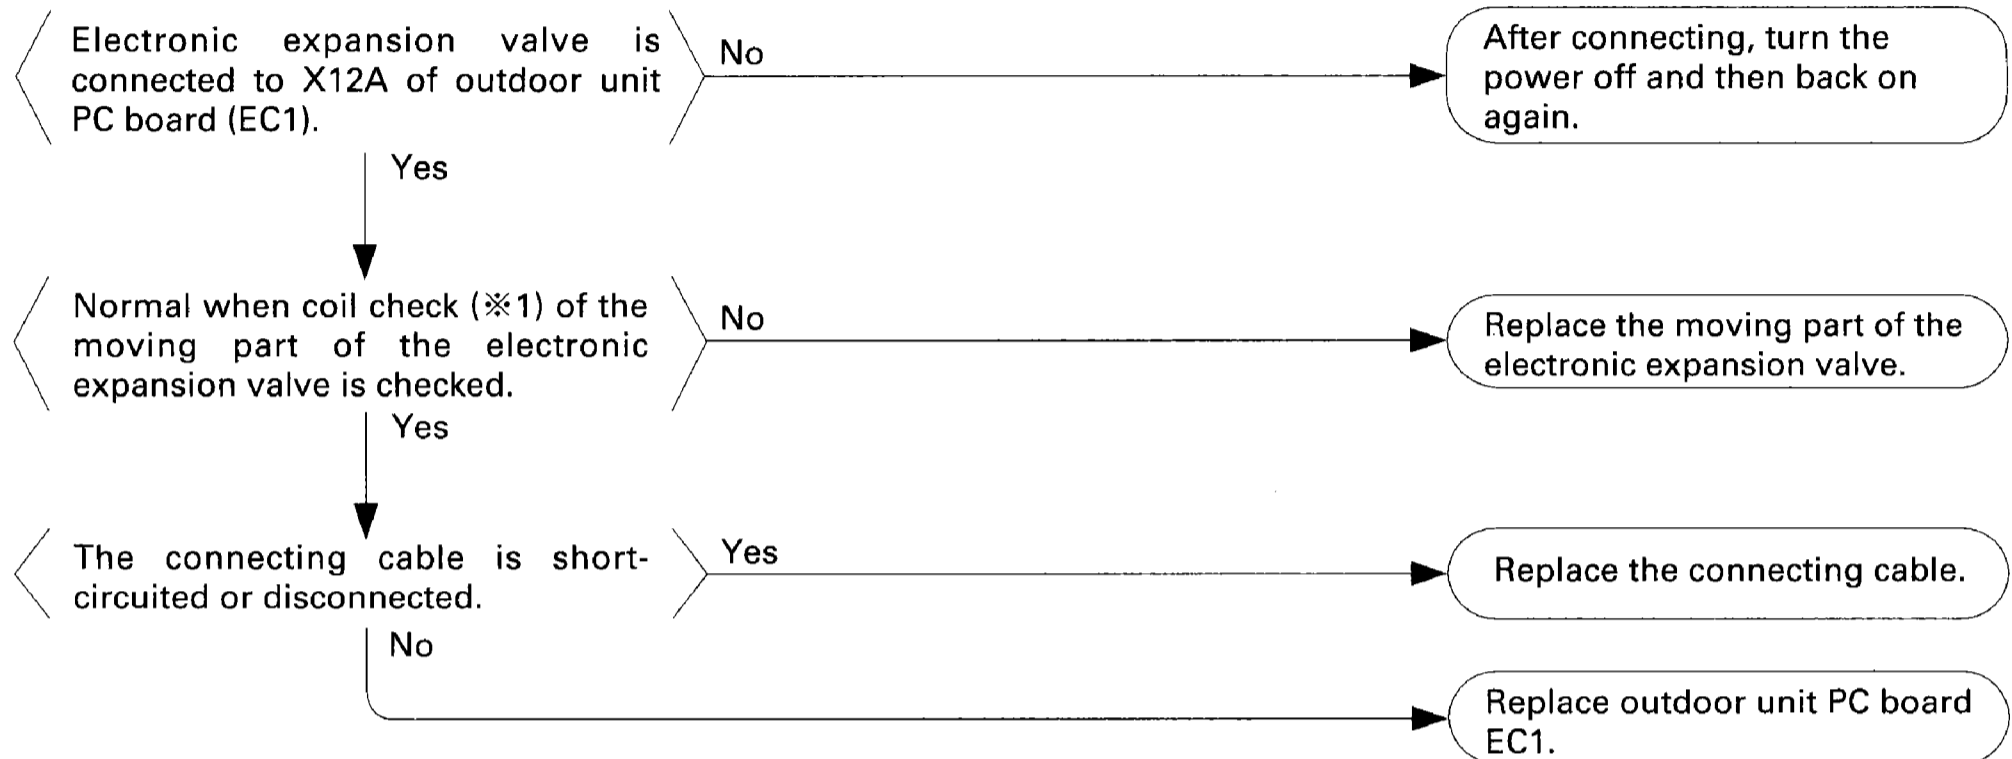 Electronic expansion valve is
connected to X12A of outdoor unit
PC board (EC1).
No
After connecting, turn the
power off and then back on
again.
Yes
Normal when coil check (※1) of the
moving part of the electronic
expansion valve is checked.
No
Replace the moving part of the
electronic expansion valve.
Yes
The connecting cable is short-
circuited or disconnected.
Yes
Replace the connecting cable.
No
Replace outdoor unit PC board
EC1.